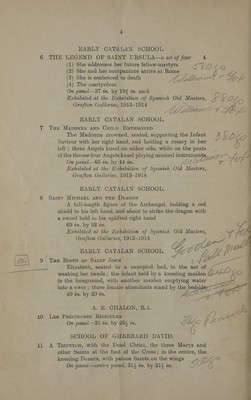 4
EARLY CATALAN SCHOOL.
6 THE LEGEND OF SAINT URSULA—a set of four 4
(1) She addresses her future fellow-martyrs
(2) She and her companions arrive at Rome
(3) She is sentenced to death
(4) The martyrdom
On panel—37 in. by 19½ in. each
Exhibited at the Exhibition of Spanish Old Masters,
Grafton Galleries, 1913-1914
EARLY CATALAN SCHOOL.
7 THE MADONNA AND CHILD ENTHRONED
The Madonna crowned, seated, supporting the Infant
Saviour with her right hand, and holding a rosary in her
left; three Angels kneel on either side, while on the posts
of the throne four Angels kneel playing musical instruments
On panel—65 in. by 44 in.
Exhibited at the Exhibition of Spanish Old Masters,
Grafton Galleries, 1913-1914
EARLY CATALAN SCHOOL.
8 SAINT MICHAEL AND THE DRAGON
A full-length figure of the Archangel, holding a red
shield in his left hand, and about to strike the dragon with
a sword held in his uplifted right hand
69 in. by 32 in.
Exhibited at the Exhibition of Spanish Old Masters,
Grafton Galleries, 1913-1914
EARLY CATALAN SCHOOL.
9 THE BIRTH OF SAINT JOHN
Elizabeth, seated in a canopied bed, in the act of
washing her hands; the infant held by a kneeling maiden
in the foreground, with another maiden emptying water
into a ewer; three female attendants stand by the bedside
40 in. by 20 in.
A. E. CHALON, R.A.
10 LES PRÉCIEUSES RIDICULES
On panel—31 in. by 25½ in.
SCHOOL OF GHEERARD DAVID.
11 A TRIPTYCH, with the Dead Christ, the three Marys and
other Saints at the foot of the Cross; in the centre, the
kneeling Donors, with patron Saints, on the wings
On panel—centre panel, 31½ in. by 21½ in.